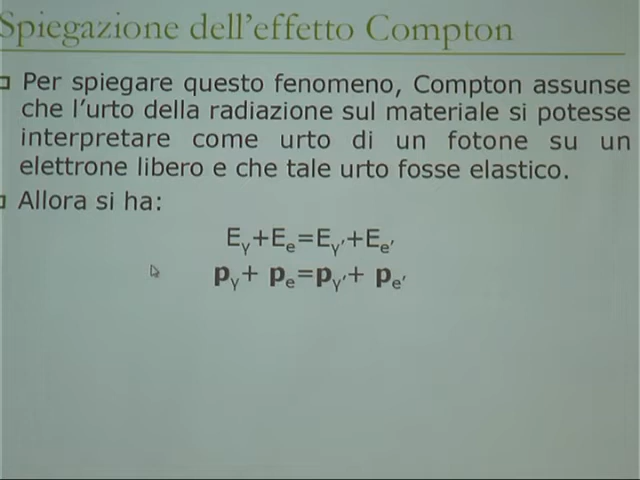 Spiegazione dell'effetto Compton
Per spiegare questo fenomeno, Compton assunse
che l'urto della radiazione sul materiale si potesse
interpretare come urto di un fotone su un
elettrone libero e che tale urto fosse elastico.
Allora si ha:
Eγ+Ee=Eγ'+Ee'
pγ+ pe=pγ'+ pe'